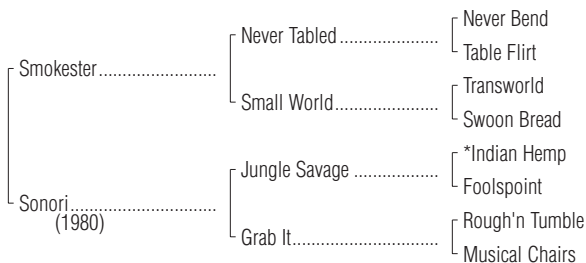 Never Bend
Never Tabled
Table Flirt
Smokester
Transworld
Small World
Swoon Bread
*Indian Hemp
Jungle Savage
Foolspoint
Sonori
(1980)
Rough'n Tumble
Grab It
Musical Chairs